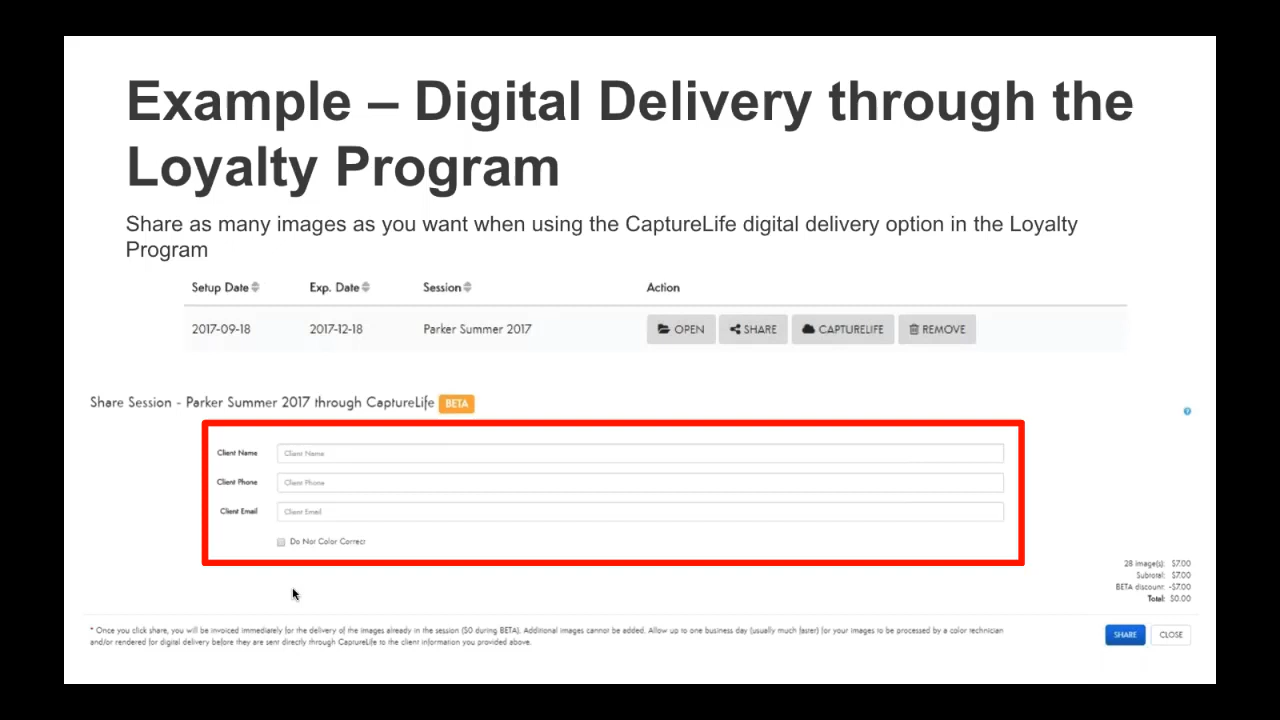 Example – Digital Delivery through the
Loyalty Program
Share as many images as you want when using the CaptureLife digital delivery option in the Loyalty
Program
Setup Date Exp. Date Session Action
2017-09-18 2017-12-18 Parker Summer 2017 OPEN SHARE CAPTURELIFE REMOVE
Share Session - Parker Summer 2017 through CaptureLife BETA
?
Client Name Client Name
Client Phone Client Phone
Client Email Client Email
Do Not Color Correct
28 image(s): $7.00
Subtotal: $7.00
BETA discount: -$7.00
Total: $0.00
* Once you click share, you will be invoiced immediately for the delivery of the images already in the session ($0 during BETA). Additional images cannot be added. Allow up to one business day (usually much faster) for your images to be processed by a color technician
and/or rendered for digital delivery before they are sent directly through CaptureLife to the client information you provided above.
SHARE CLOSE